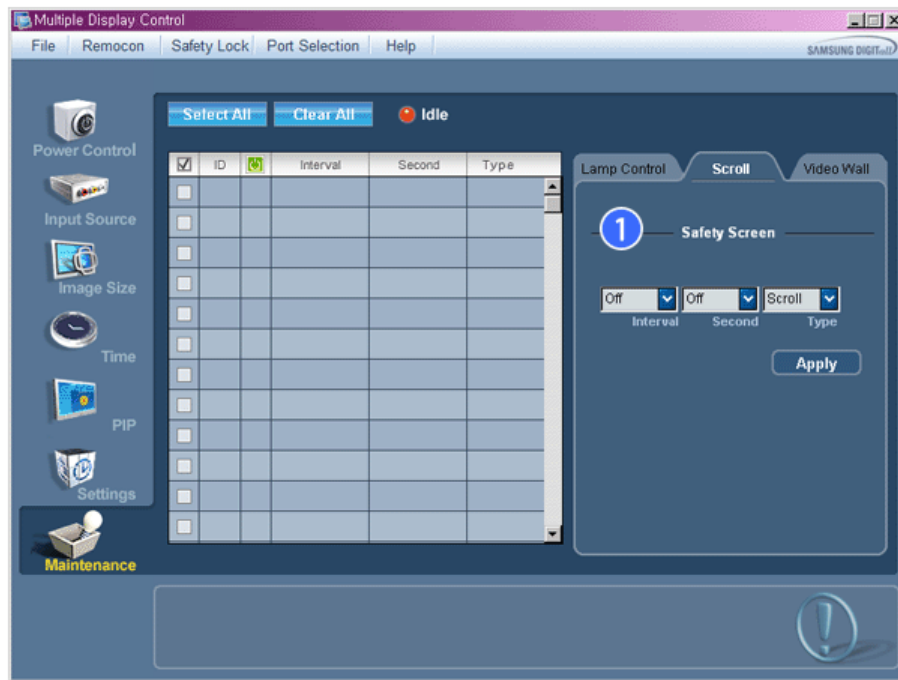 Multiple Display Control
File Remocon Safety Lock Port Selection Help
SAMSUNG DIGITall
Select All Clear All Idle
Power Control
Input Source
Image Size
Time
PIP
Settings
Maintenance
ID Interval Second Type
Lamp Control Scroll Video Wall
1 Safety Screen
Off Off Scroll
Interval Second Type
Apply